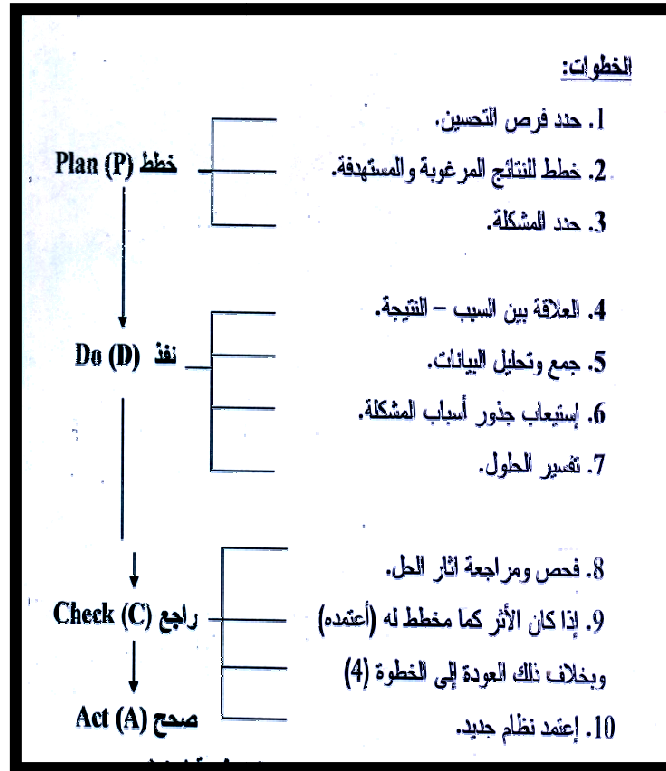 الخطوات:
1. حدد فرص التحسين.
خطط Plan (P)
2. خطط للنتائج المرغوبة والمستهدفة.
3. حدد المشكلة.
4. العلاقة بين السبب – النتيجة.
نفذ Do (D)
5. جمع وتحليل البيانات.
6. إستيعاب جذور أسباب المشكلة.
7. تفسير الحلول.
8. فحص ومراجعة اثار الحل.
راجع Check (C)
9. إذا كان الأثر كما مخطط له (أعتمده)
وبخلاف ذلك العودة إلى الخطوة (4)
صحح Act (A)
10. إعتمد نظام جديد.